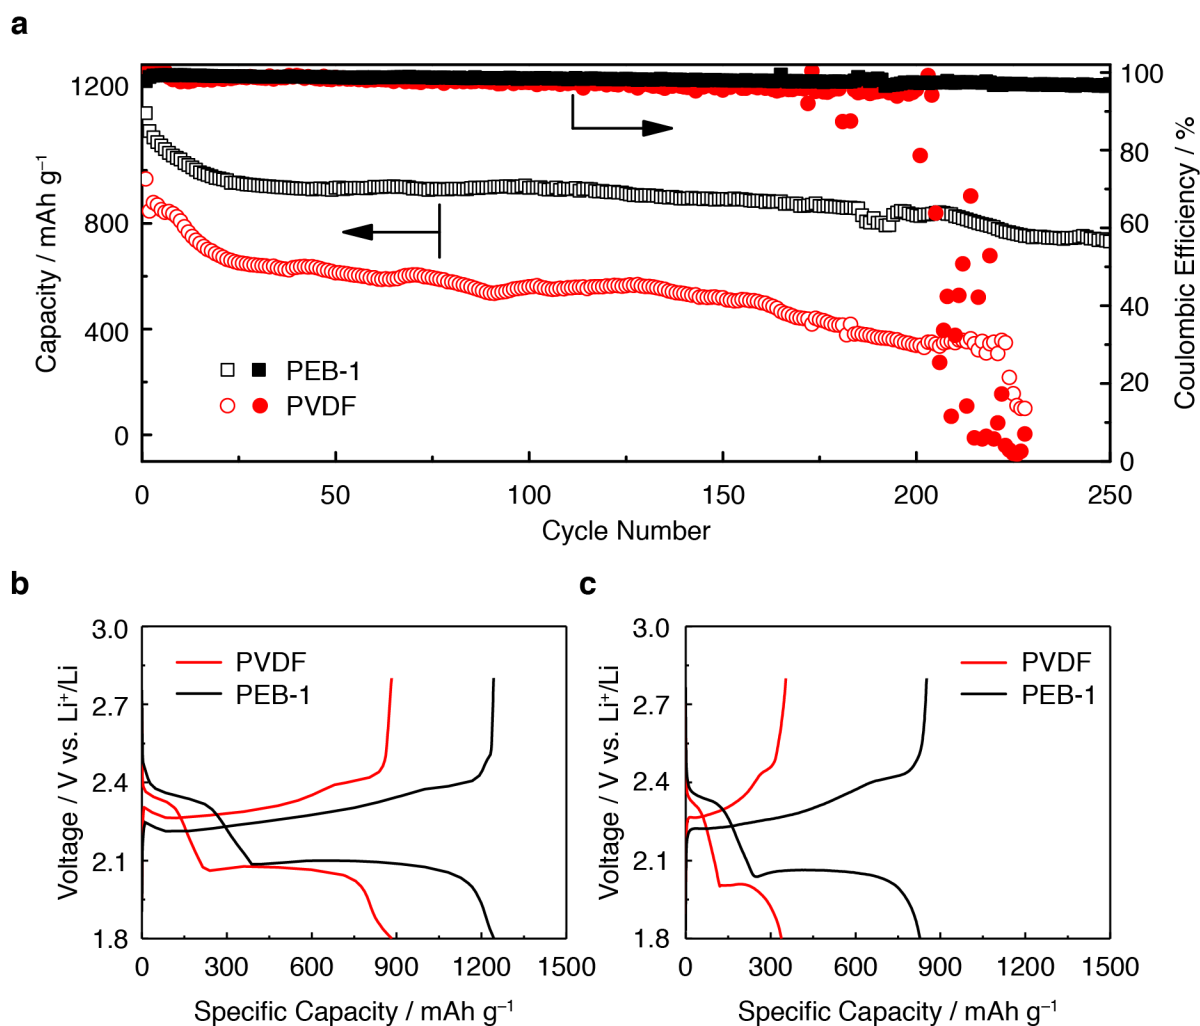 a
1200
800
400
0
Capacity / mAh g⁻¹
100
80
60
40
20
0
Coulombic Efficiency / %
PEB-1
PVDF
0 50 100 150 200 250
Cycle Number
b
3.0
2.7
2.4
2.1
1.8
Voltage / V vs. Li⁺/Li
PVDF
PEB-1
0 300 600 900 1200 1500
Specific Capacity / mAh g⁻¹
c
3.0
2.7
2.4
2.1
1.8
Voltage / V vs. Li⁺/Li
PVDF
PEB-1
0 300 600 900 1200 1500
Specific Capacity / mAh g⁻¹